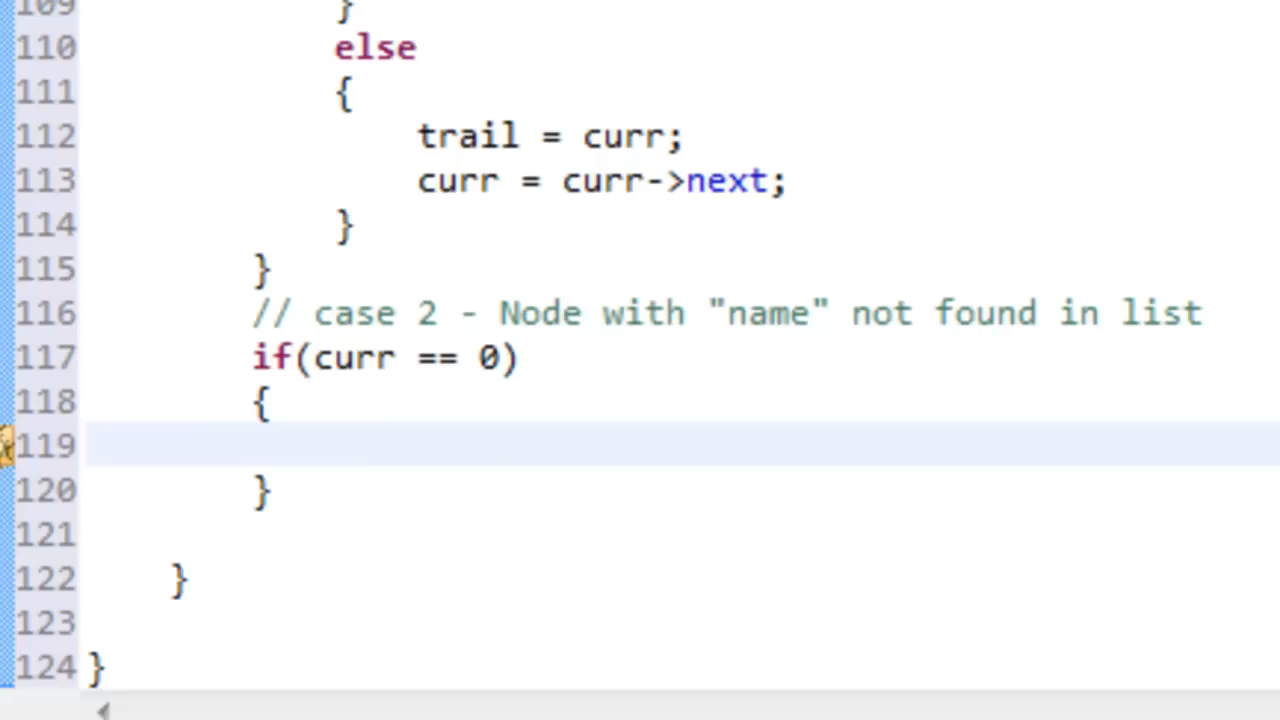 109 }
110 else
111 {
112 trail = curr;
113 curr = curr->next;
114 }
115 }
116 // case 2 - Node with "name" not found in list
117 if(curr == 0)
118 {
119
120 }
121
122 }
123
124 }